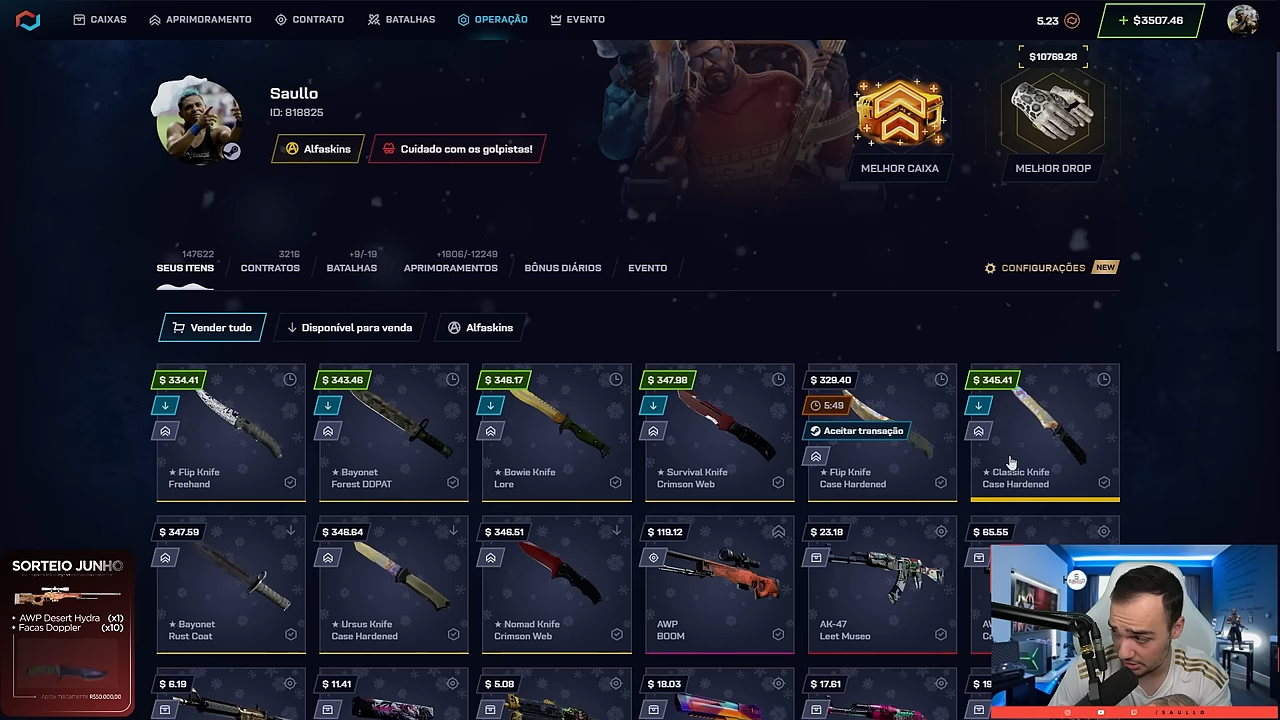 CAIXAS
APRIMORAMENTO
CONTRATO
BATALHAS
OPERAÇÃO
EVENTO
5.23
+ $3507.46
Saullo
ID: 818825
Alfaskins
Cuidado com os golpistas!
MELHOR CAIXA
$10769.28
MELHOR DROP
147622
SEUS ITENS
3216
CONTRATOS
+9/-19
BATALHAS
+1806/-12249
APRIMORAMENTOS
BÔNUS DIÁRIOS
EVENTO
CONFIGURAÇÕES NEW
Vender tudo
Disponível para venda
Alfaskins
$ 334.41
★ Flip Knife
Freehand
$ 343.46
★ Bayonet
Forest DDPAT
$ 346.17
★ Bowie Knife
Lore
$ 347.98
★ Survival Knife
Crimson Web
$ 329.40
5:49
Aceitar transação
★ Flip Knife
Case Hardened
$ 345.41
★ Classic Knife
Case Hardened
$ 347.59
★ Bayonet
Rust Coat
$ 346.64
★ Ursus Knife
Case Hardened
$ 346.51
★ Nomad Knife
Crimson Web
$ 119.12
AWP
BOOM
$ 23.18
AK-47
Leet Museo
$ 65.55
$ 6.19
$ 11.41
$ 5.08
$ 18.03
$ 17.61
SORTEIO JUNHO
• AWP Desert Hydra (x1)
• Facas Doppler (x10)
/SAULLO